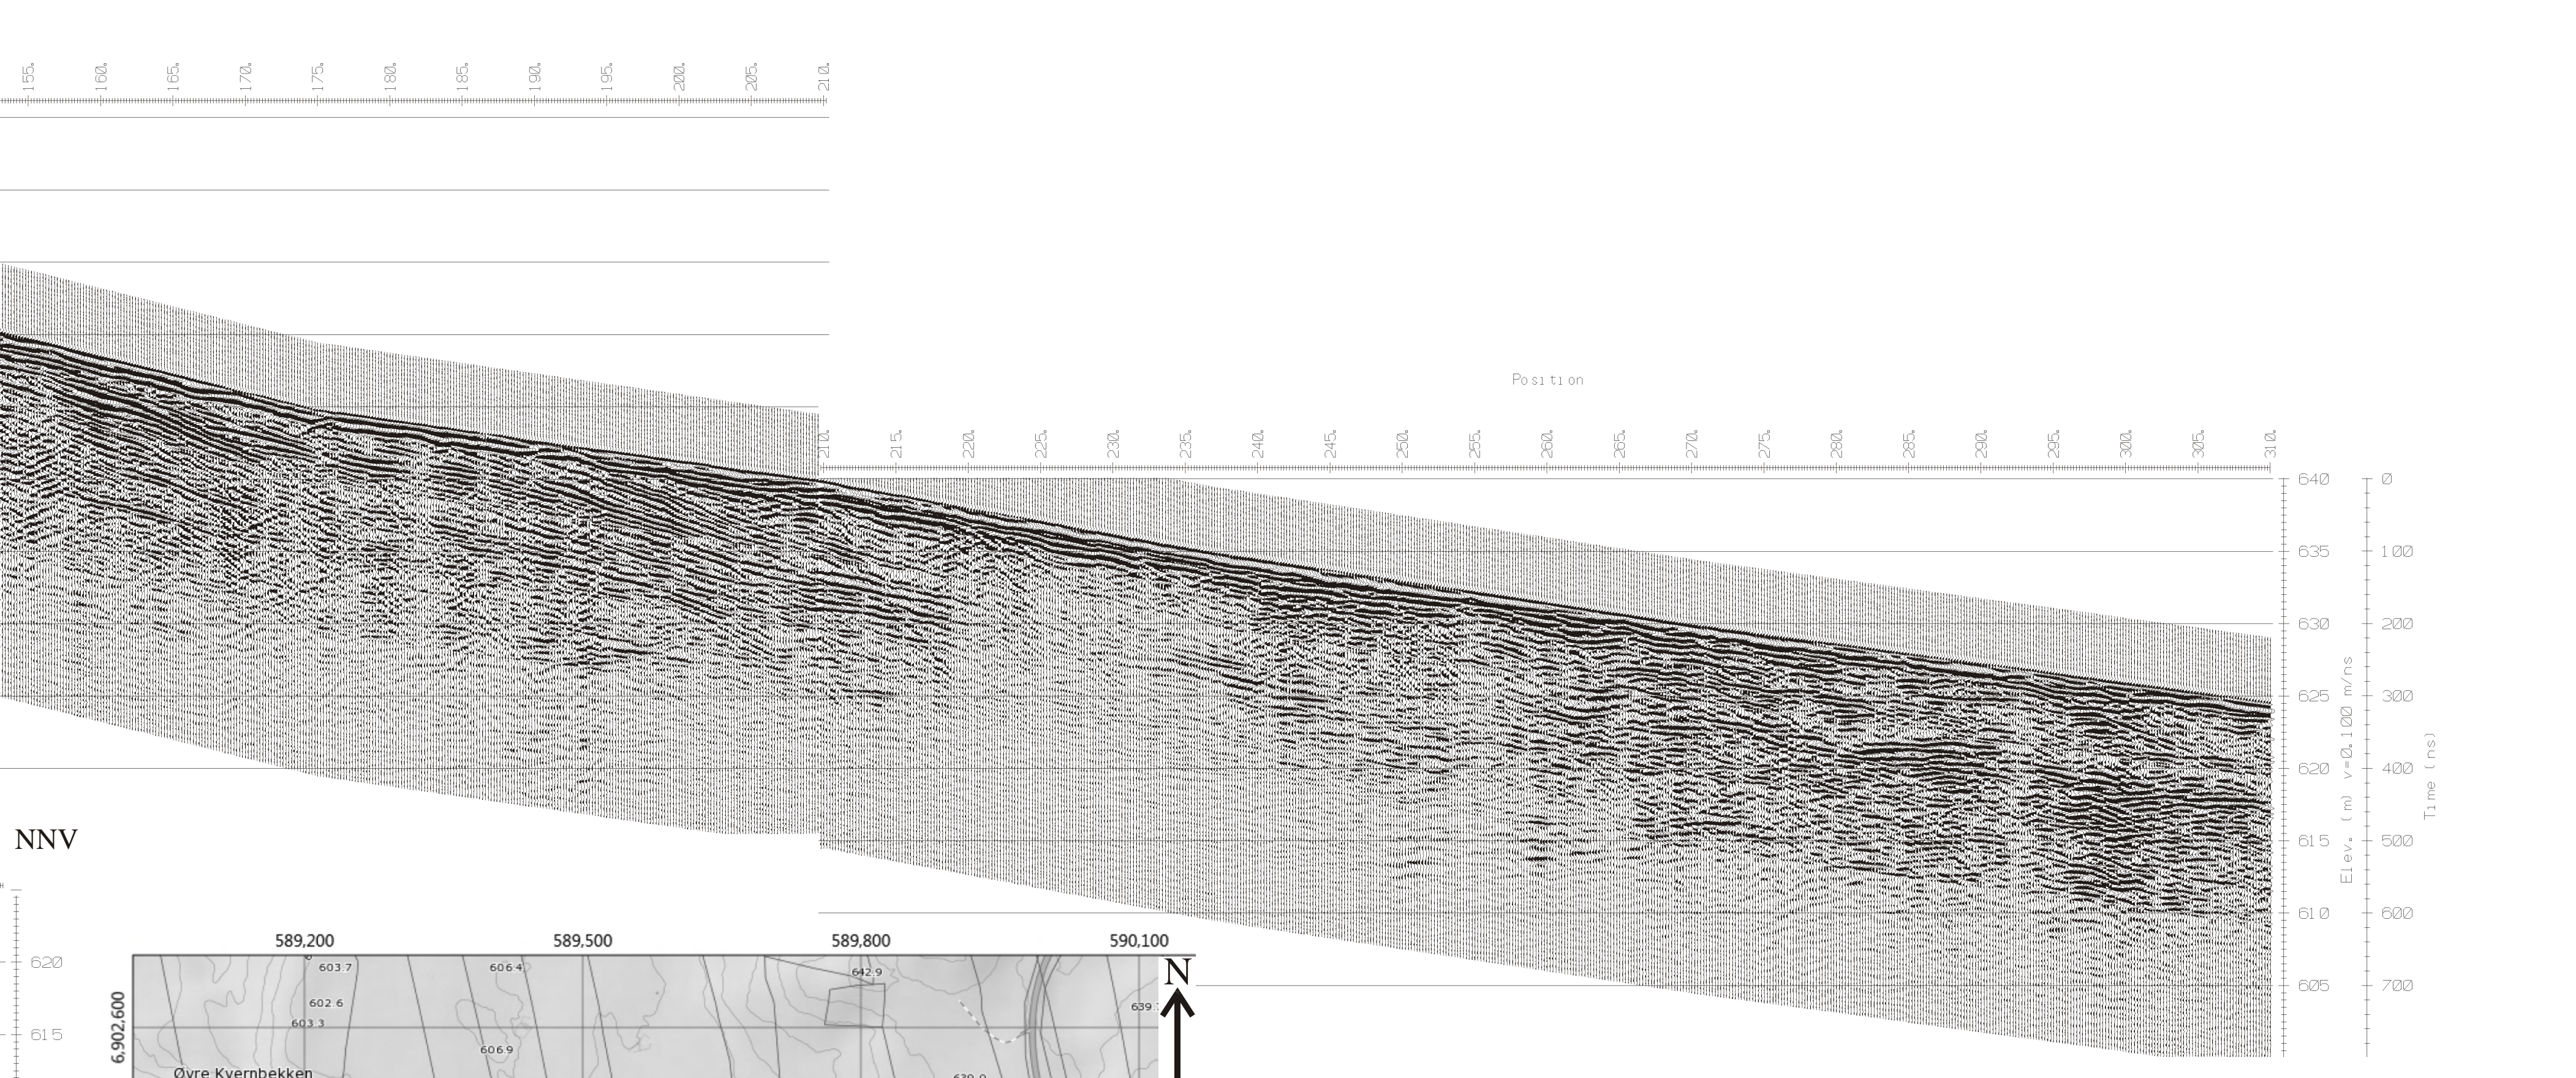 155. 160. 165. 170. 175. 180. 185. 190. 195. 200. 205. 210.
Position
210. 215. 220. 225. 230. 235. 240. 245. 250. 255. 260. 265. 270. 275. 280. 285. 290. 295. 300. 305. 310.
640 0
635 100
630 200
625 300
620 400
615 500
610 600
605 700
Elev. (m) v=0.100 m/ns
Time (ns)
NNV
620
615
589,200 589,500 589,800 590,100
N
6,902,600
603.7 606.4 642.9
602.6 639.
603.3
606.9
Øvre Kvernbekken